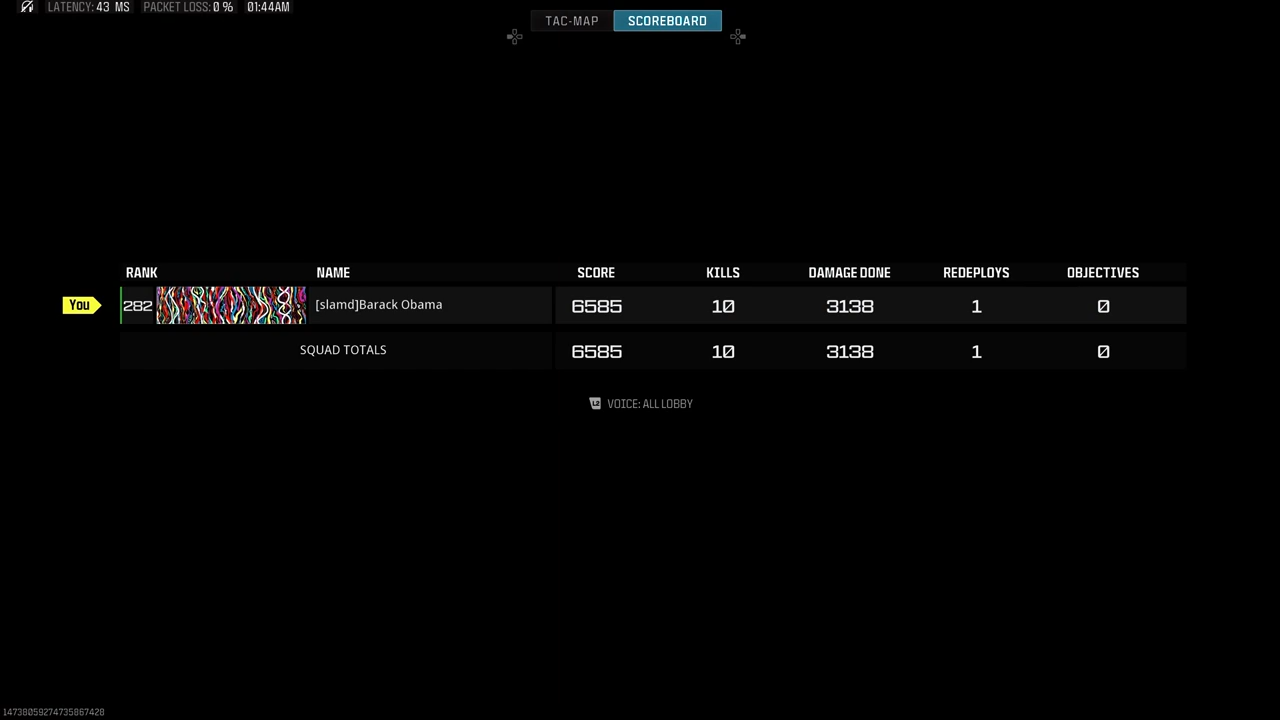 LATENCY: 43 MS PACKET LOSS: 0 % 01:44AM
TAC-MAP SCOREBOARD
RANK NAME SCORE KILLS DAMAGE DONE REDEPLOYS OBJECTIVES
You 282 [slamd]Barack Obama 6585 10 3138 1 0
SQUAD TOTALS 6585 10 3138 1 0
L2 VOICE: ALL LOBBY
14738059274735867428